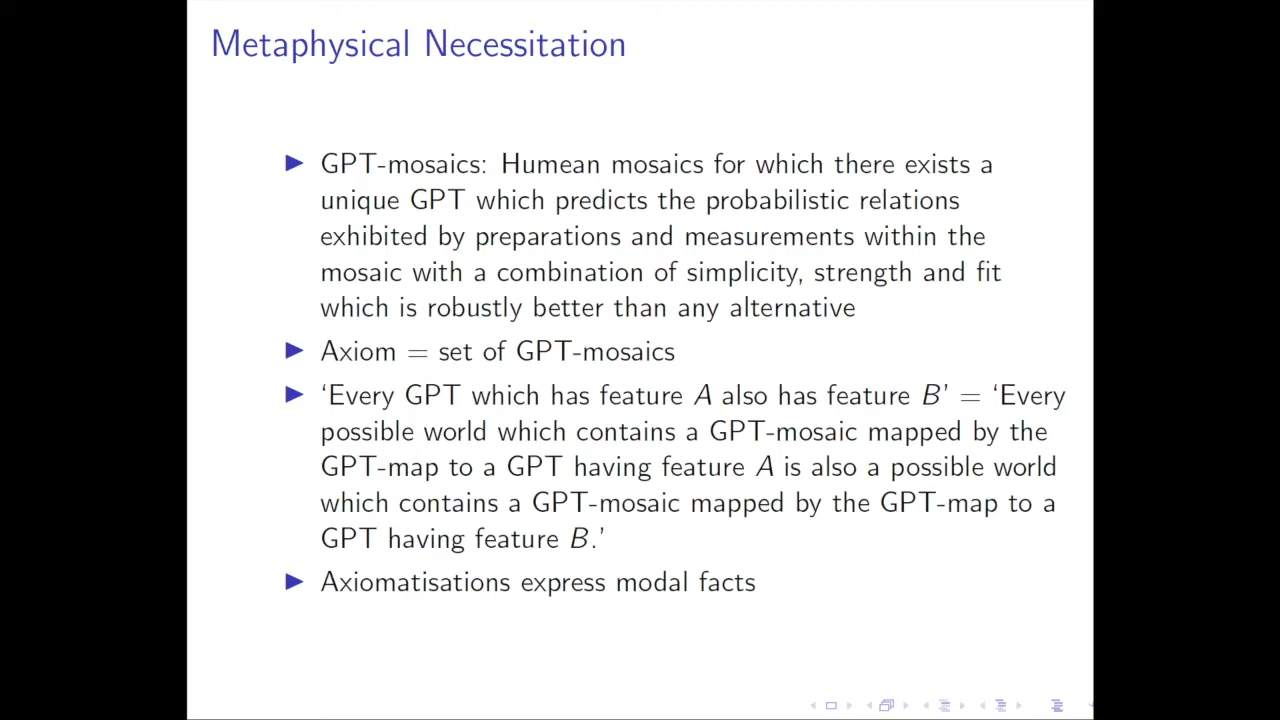 Metaphysical Necessitation
GPT-mosaics: Humean mosaics for which there exists a
unique GPT which predicts the probabilistic relations
exhibited by preparations and measurements within the
mosaic with a combination of simplicity, strength and fit
which is robustly better than any alternative
Axiom = set of GPT-mosaics
‘Every GPT which has feature A also has feature B’ = ‘Every
possible world which contains a GPT-mosaic mapped by the
GPT-map to a GPT having feature A is also a possible world
which contains a GPT-mosaic mapped by the GPT-map to a
GPT having feature B.’
Axiomatisations express modal facts